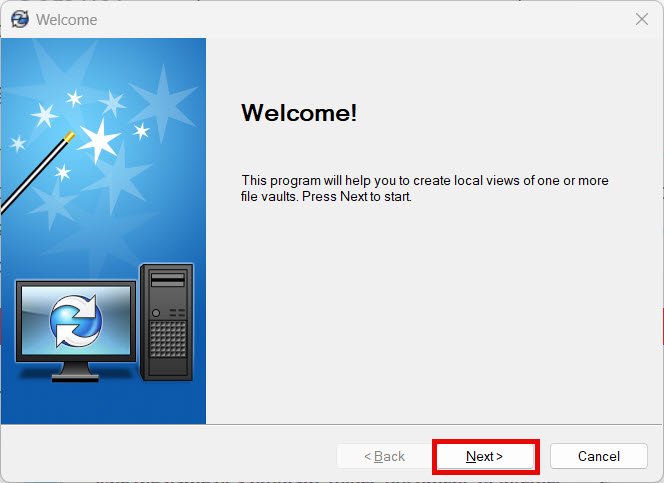 Welcome
Welcome!
This program will help you to create local views of one or more
file vaults. Press Next to start.
< Back
Next >
Cancel